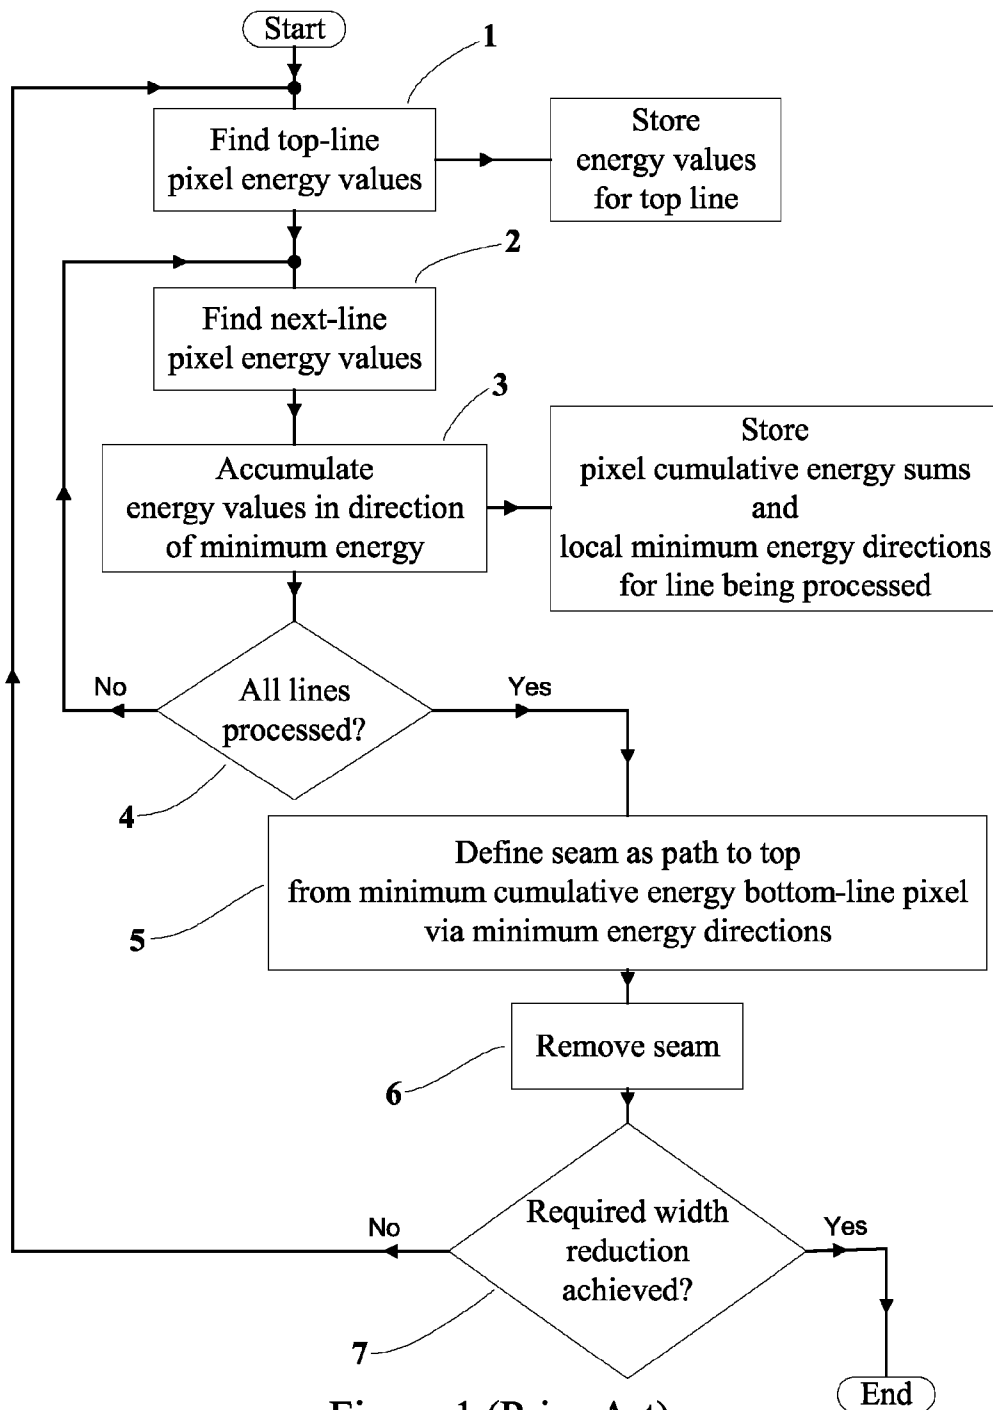 Start
1
Find top-line
pixel energy values
Store
energy values
for top line
2
Find next-line
pixel energy values
3
Accumulate
energy values in direction
of minimum energy
Store
pixel cumulative energy sums
and
local minimum energy directions
for line being processed
No
All lines
processed?
Yes
4
Define seam as path to top
from minimum cumulative energy bottom-line pixel
via minimum energy directions
5
Remove seam
6
No
Required width
reduction
achieved?
Yes
7
End
Figure 1 (Prior Art)